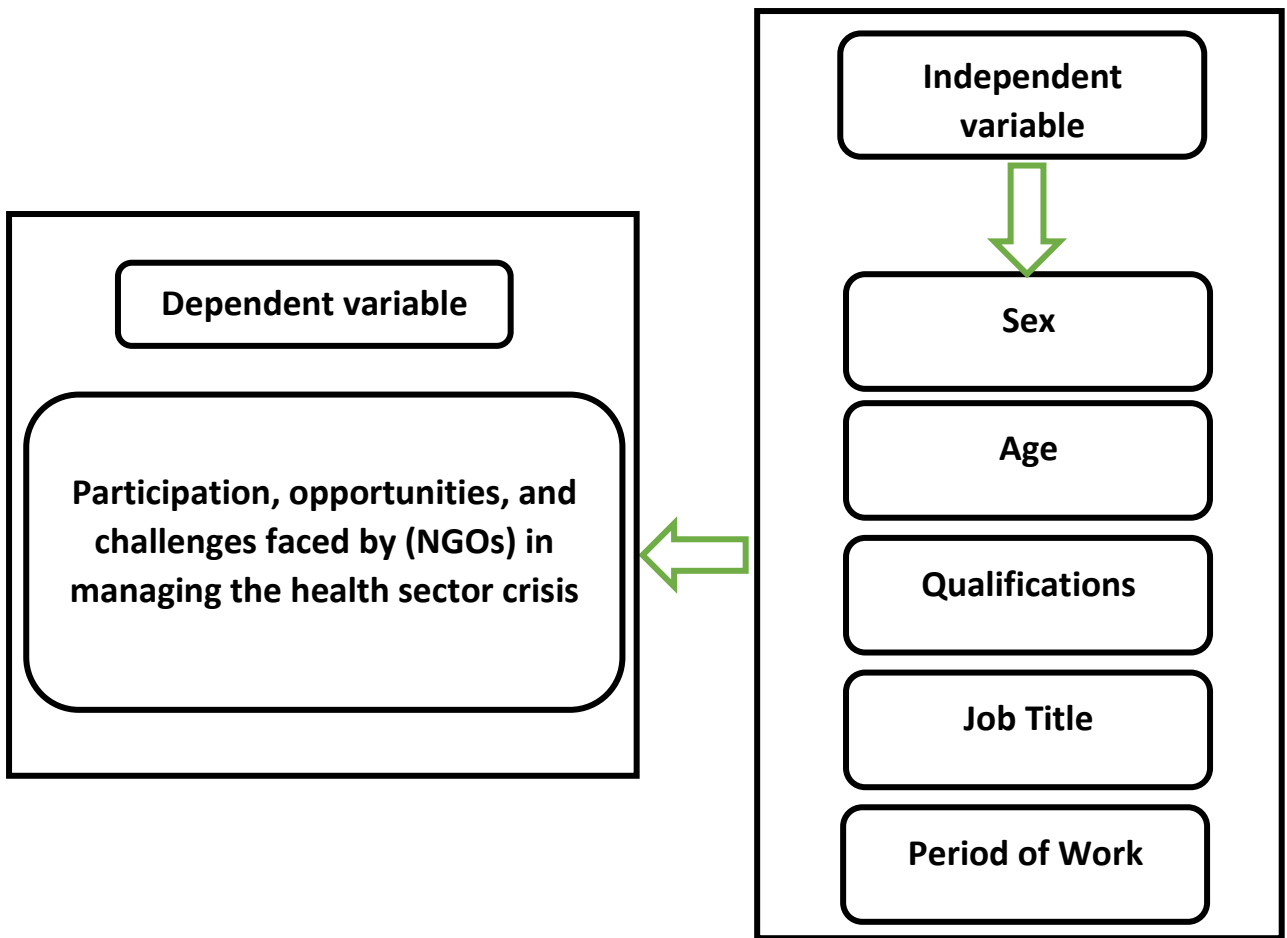 Independent
variable
Sex
Age
Qualifications
Job Title
Period of Work
Dependent variable
Participation, opportunities, and
challenges faced by (NGOs) in
managing the health sector crisis